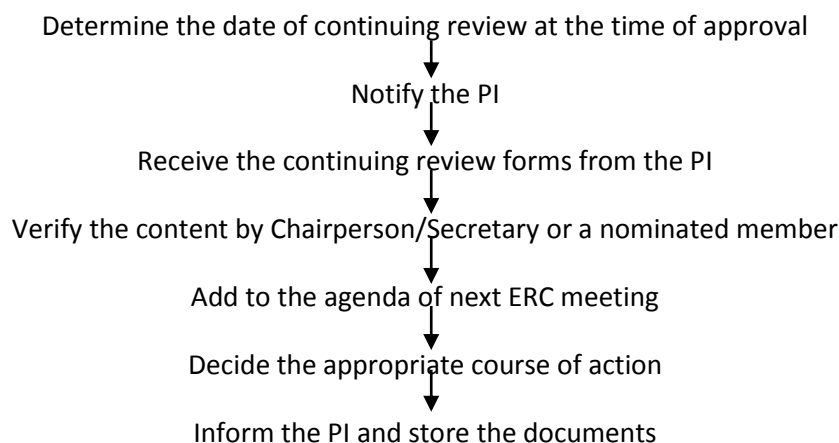 Determine the date of continuing review at the time of approval
Notify the PI
Receive the continuing review forms from the PI
Verify the content by Chairperson/Secretary or a nominated member
Add to the agenda of next ERC meeting
Decide the appropriate course of action
Inform the PI and store the documents